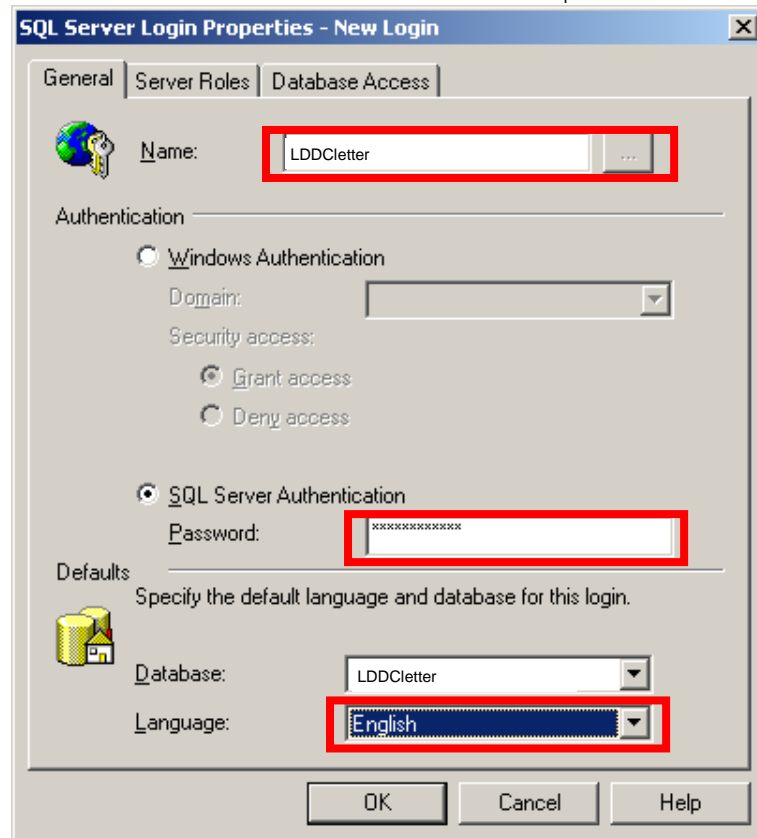 SQL Server Login Properties - New Login
General Server Roles Database Access
Name: LDDCletter ...
Authentication
Windows Authentication
Domain:
Security access:
Grant access
Deny access
SQL Server Authentication
Password: xxxxxxxxxxxx
Defaults
Specify the default language and database for this login.
Database: LDDCletter
Language: English
OK Cancel Help